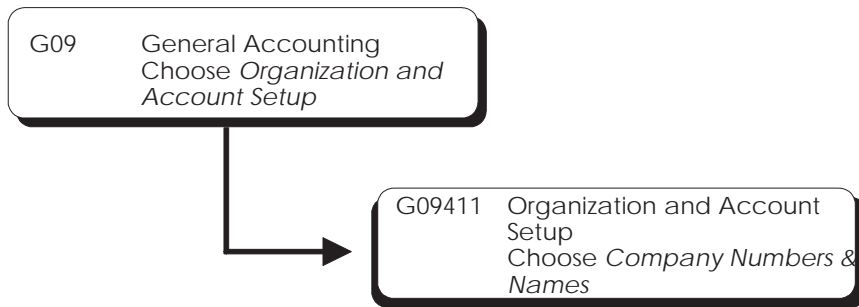 G09 General Accounting
Choose Organization and
Account Setup
G09411 Organization and Account
Setup
Choose Company Numbers &
Names